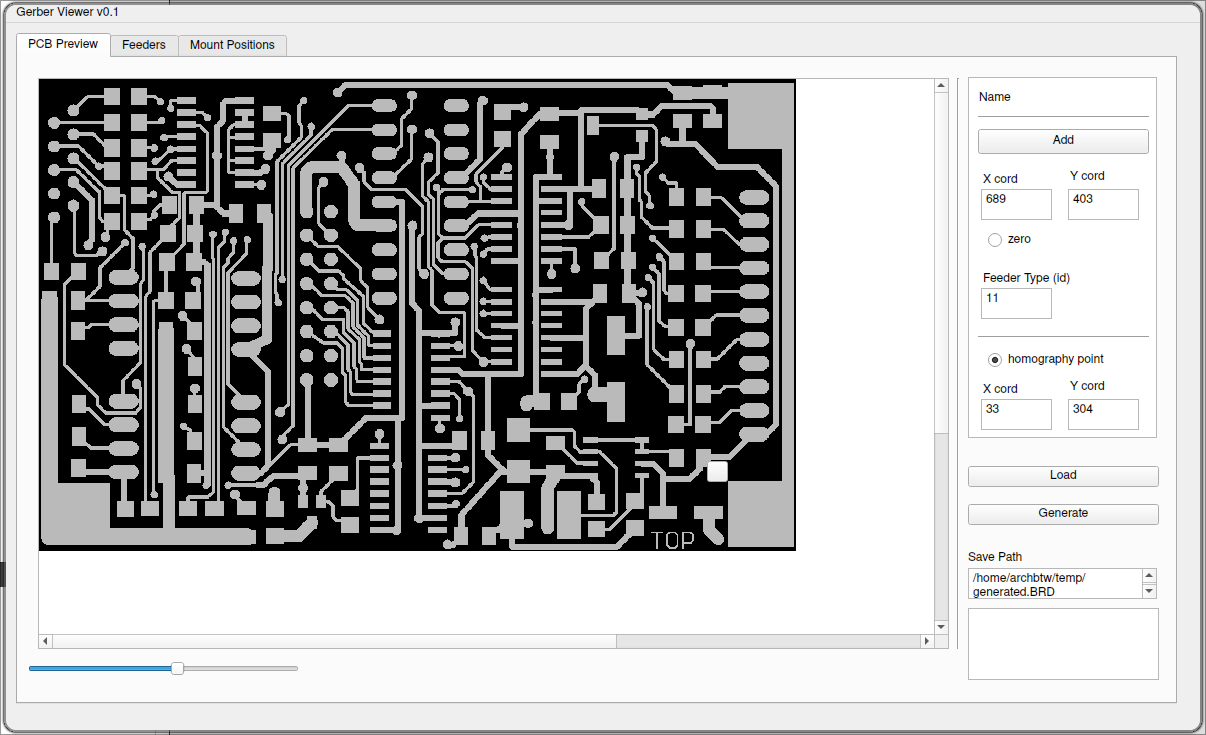 Gerber Viewer v0.1
PCB Preview Feeders Mount Positions
Name
Add
X cord Y cord
689 403
zero
Feeder Type (id)
11
homography point
X cord Y cord
33 304
Load
Generate
Save Path
/home/archbtw/temp/
generated.BRD
TOP